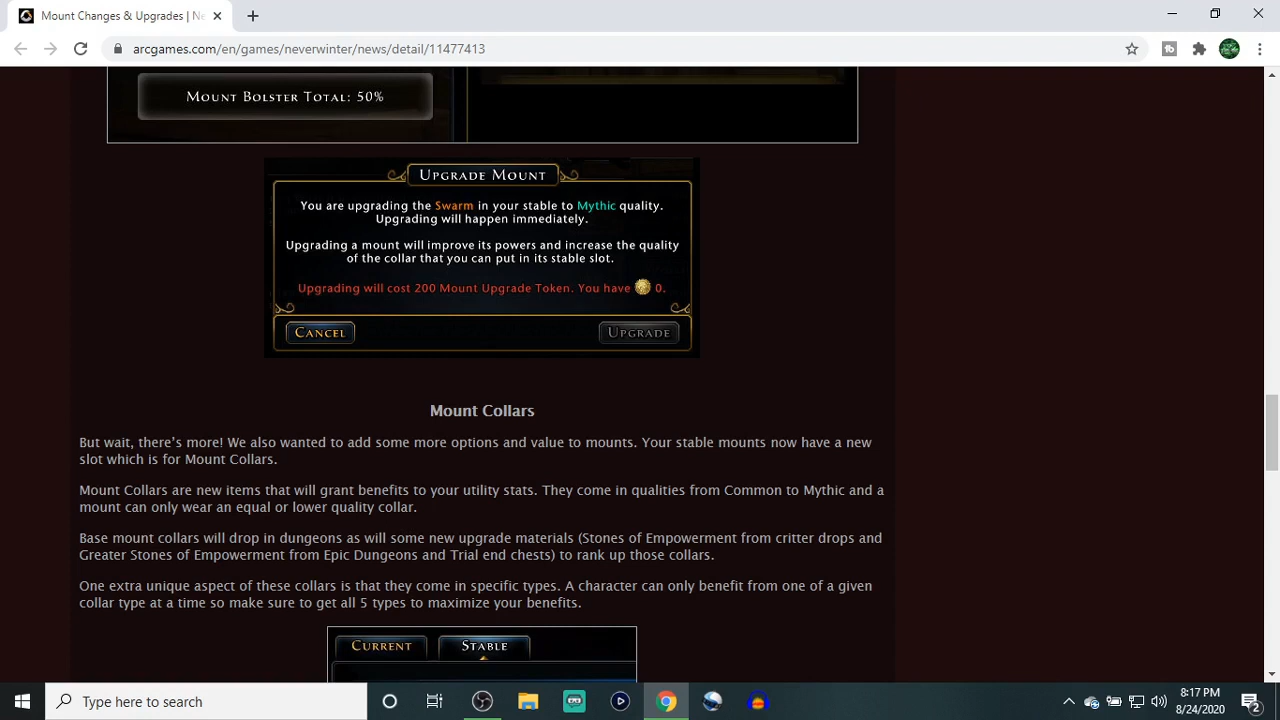 Mount Changes & Upgrades | Ne
arcgames.com/en/games/neverwinter/news/detail/11477413
Mount Bolster Total: 50%
Upgrade Mount
You are upgrading the Swarm in your stable to Mythic quality.
Upgrading will happen immediately.
Upgrading a mount will improve its powers and increase the quality
of the collar that you can put in its stable slot.
Upgrading will cost 200 Mount Upgrade Token. You have 0.
Cancel
Upgrade
Mount Collars
But wait, there's more! We also wanted to add some more options and value to mounts. Your stable mounts now have a new
slot which is for Mount Collars.
Mount Collars are new items that will grant benefits to your utility stats. They come in qualities from Common to Mythic and a
mount can only wear an equal or lower quality collar.
Base mount collars will drop in dungeons as will some new upgrade materials (Stones of Empowerment from critter drops and
Greater Stones of Empowerment from Epic Dungeons and Trial end chests) to rank up those collars.
One extra unique aspect of these collars is that they come in specific types. A character can only benefit from one of a given
collar type at a time so make sure to get all 5 types to maximize your benefits.
Current
Stable
Type here to search
8:17 PM
8/24/2020
2